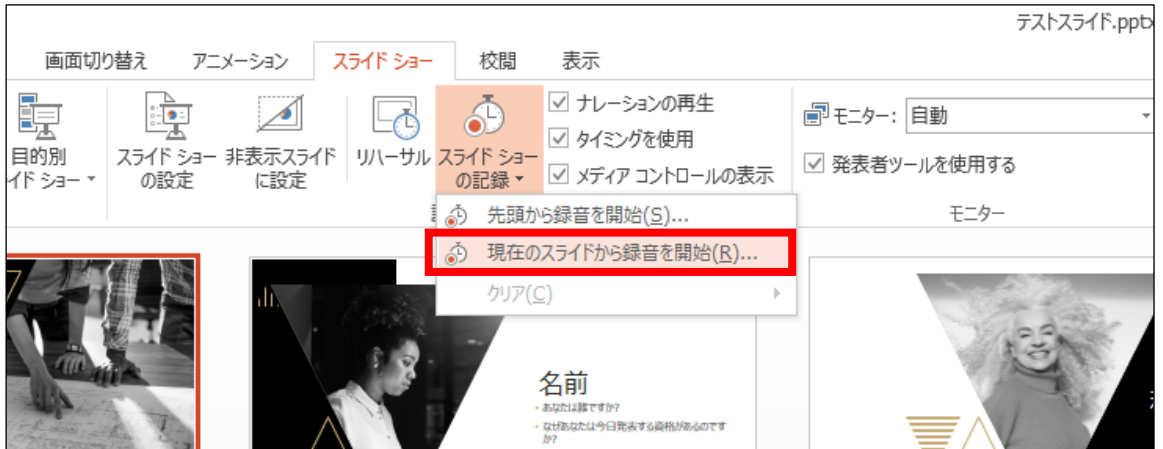 テストスライド.pptx
画面切り替え アニメーション スライド ショー 校閲 表示
目的別
イド ショー
スライド ショー
の設定
非表示スライド
に設定
リハーサル
スライド ショー
の記録
ナレーションの再生
タイミングを使用
メディア コントロールの表示
モニター: 自動
発表者ツールを使用する
モニター
先頭から録音を開始(S)...
現在のスライドから録音を開始(R)...
クリア(C)
名前
・あなたは誰ですか?
・なぜあなたは今日発表する資格があるのです
か?